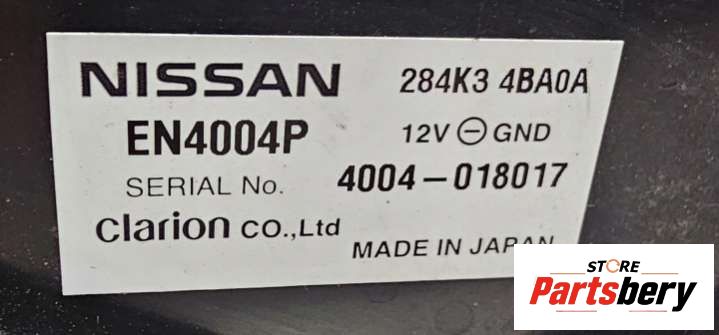 NISSAN 284K3 4BA0A
EN4004P 12V ⊖ GND
SERIAL No. 4004-018017
clarion co.,Ltd
MADE IN JAPAN
STORE
Partsbery